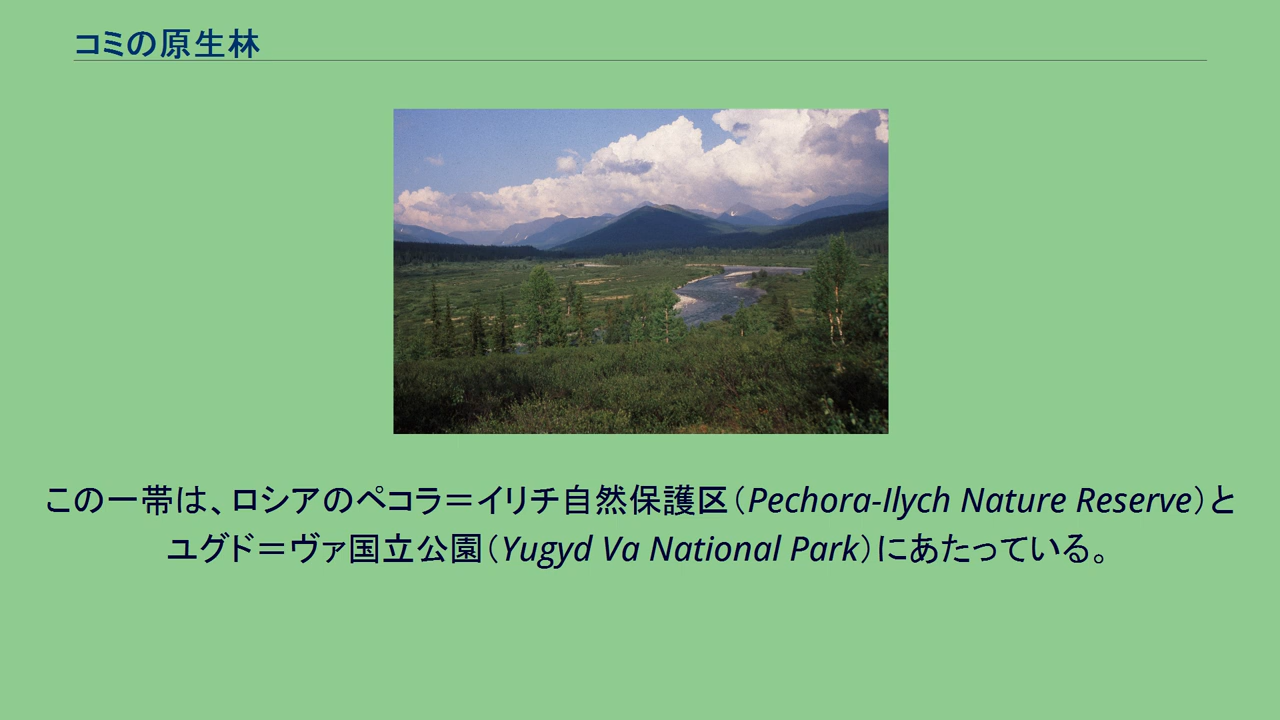 コミの原生林
この一帯は、ロシアのペコラ＝イリチ自然保護区（Pechora-Ilych Nature Reserve）と
ユグド＝ヴァ国立公園（Yugyd Va National Park）にあたっている。